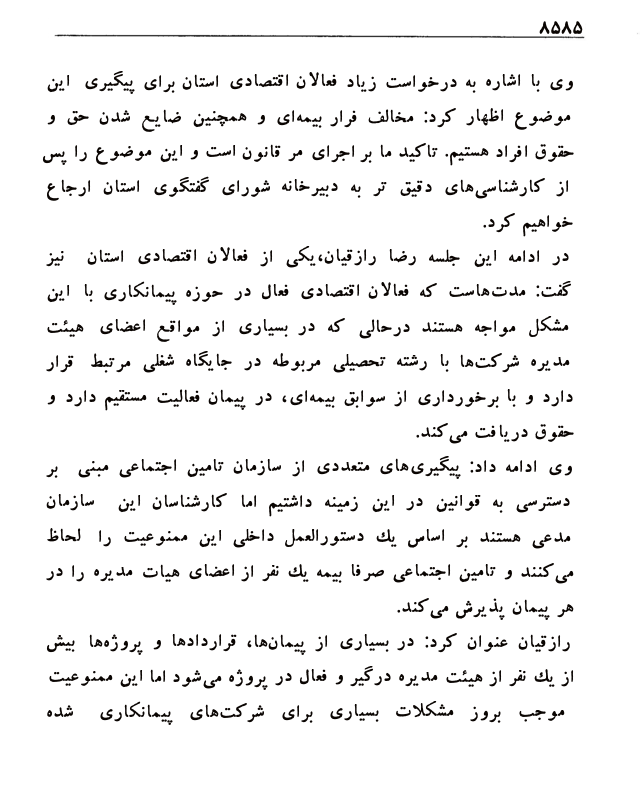 ۸۵۸۵
وی با اشاره به درخواست زیاد فعالان اقتصادی استان برای پیگیری این
موضوع اظهار کرد: مخالف فرار بیمه‌ای و همچنین ضایع شدن حق و
حقوق افراد هستیم. تاکید ما بر اجرای مر قانون است و این موضوع را پس
از کارشناسی‌های دقیق تر به دبیرخانه شورای گفتگوی استان ارجاع
خواهیم کرد.
در ادامه این جلسه رضا رازقیان،یکی از فعالان اقتصادی استان نیز
گفت: مدت‌هاست که فعالان اقتصادی فعال در حوزه پیمانکاری با این
مشکل مواجه هستند درحالی که در بسیاری از مواقع اعضای هیئت
مدیره شرکت‌ها با رشته تحصیلی مربوطه در جایگاه شغلی مرتبط قرار
دارد و با برخورداری از سوابق بیمه‌ای، در پیمان فعالیت مستقیم دارد و
حقوق دریافت می‌کند.
وی ادامه داد: پیگیری‌های متعددی از سازمان تامین اجتماعی مبنی بر
دسترسی به قوانین در این زمینه داشتیم اما کارشناسان این سازمان
مدعی هستند بر اساس یك دستورالعمل داخلی این ممنوعیت را لحاظ
می‌کنند و تامین اجتماعی صرفا بیمه یك نفر از اعضای هیات مدیره را در
هر پیمان پذیرش می‌کند.
رازقیان عنوان کرد: در بسیاری از پیمان‌ها، قراردادها و پروژه‌ها بیش
از یك نفر از هیئت مدیره درگیر و فعال در پروژه می‌شود اما این ممنوعیت
موجب بروز مشکلات بسیاری برای شرکت‌های پیمانکاری شده